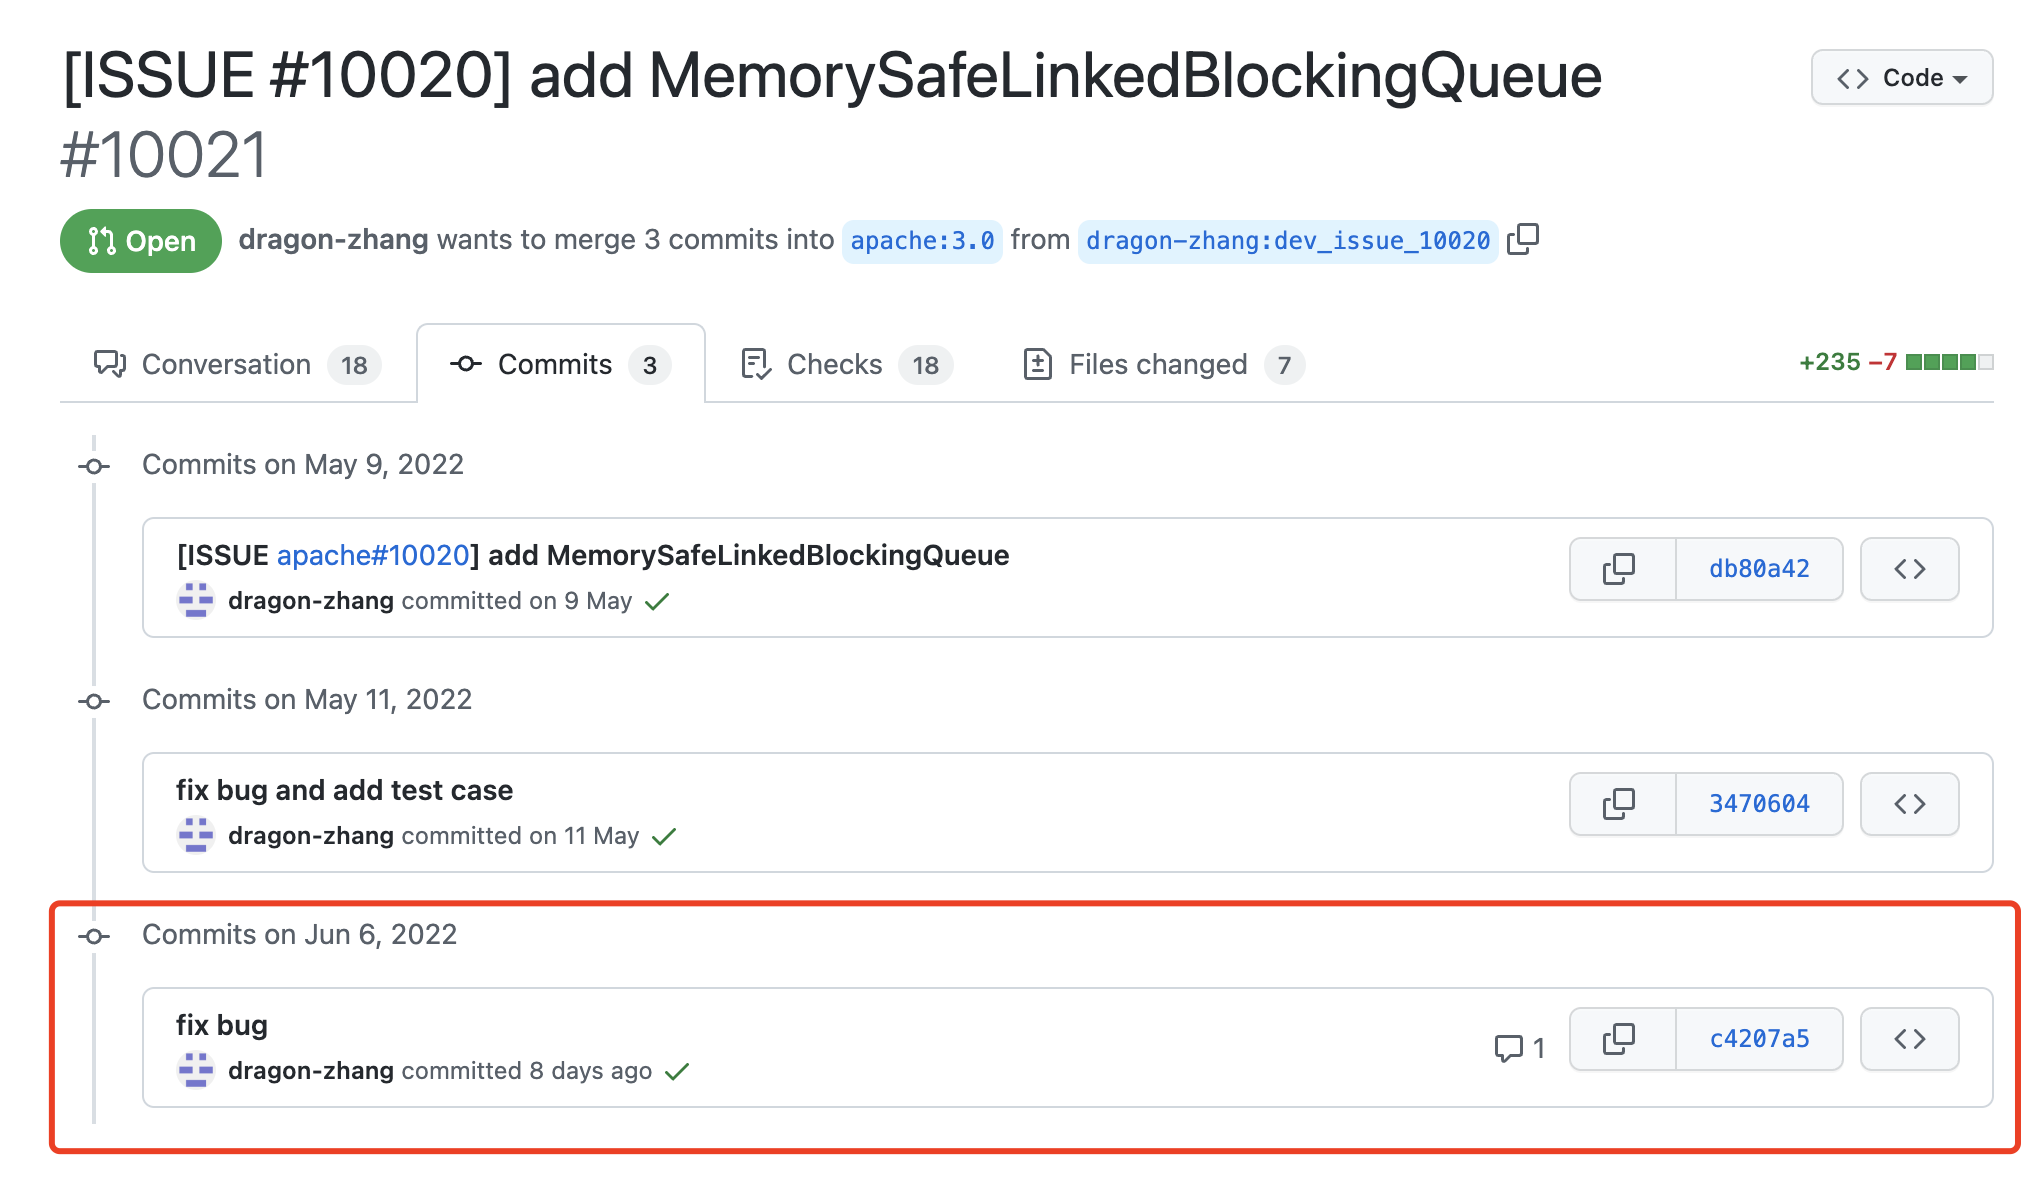 [ISSUE #10020] add MemorySafeLinkedBlockingQueue
#10021
Code
Open
dragon-zhang wants to merge 3 commits into apache:3.0 from dragon-zhang:dev_issue_10020
Conversation 18
Commits 3
Checks 18
Files changed 7
+235 −7
Commits on May 9, 2022
[ISSUE apache#10020] add MemorySafeLinkedBlockingQueue
dragon-zhang committed on 9 May
db80a42
Commits on May 11, 2022
fix bug and add test case
dragon-zhang committed on 11 May
3470604
Commits on Jun 6, 2022
fix bug
dragon-zhang committed 8 days ago
1
c4207a5